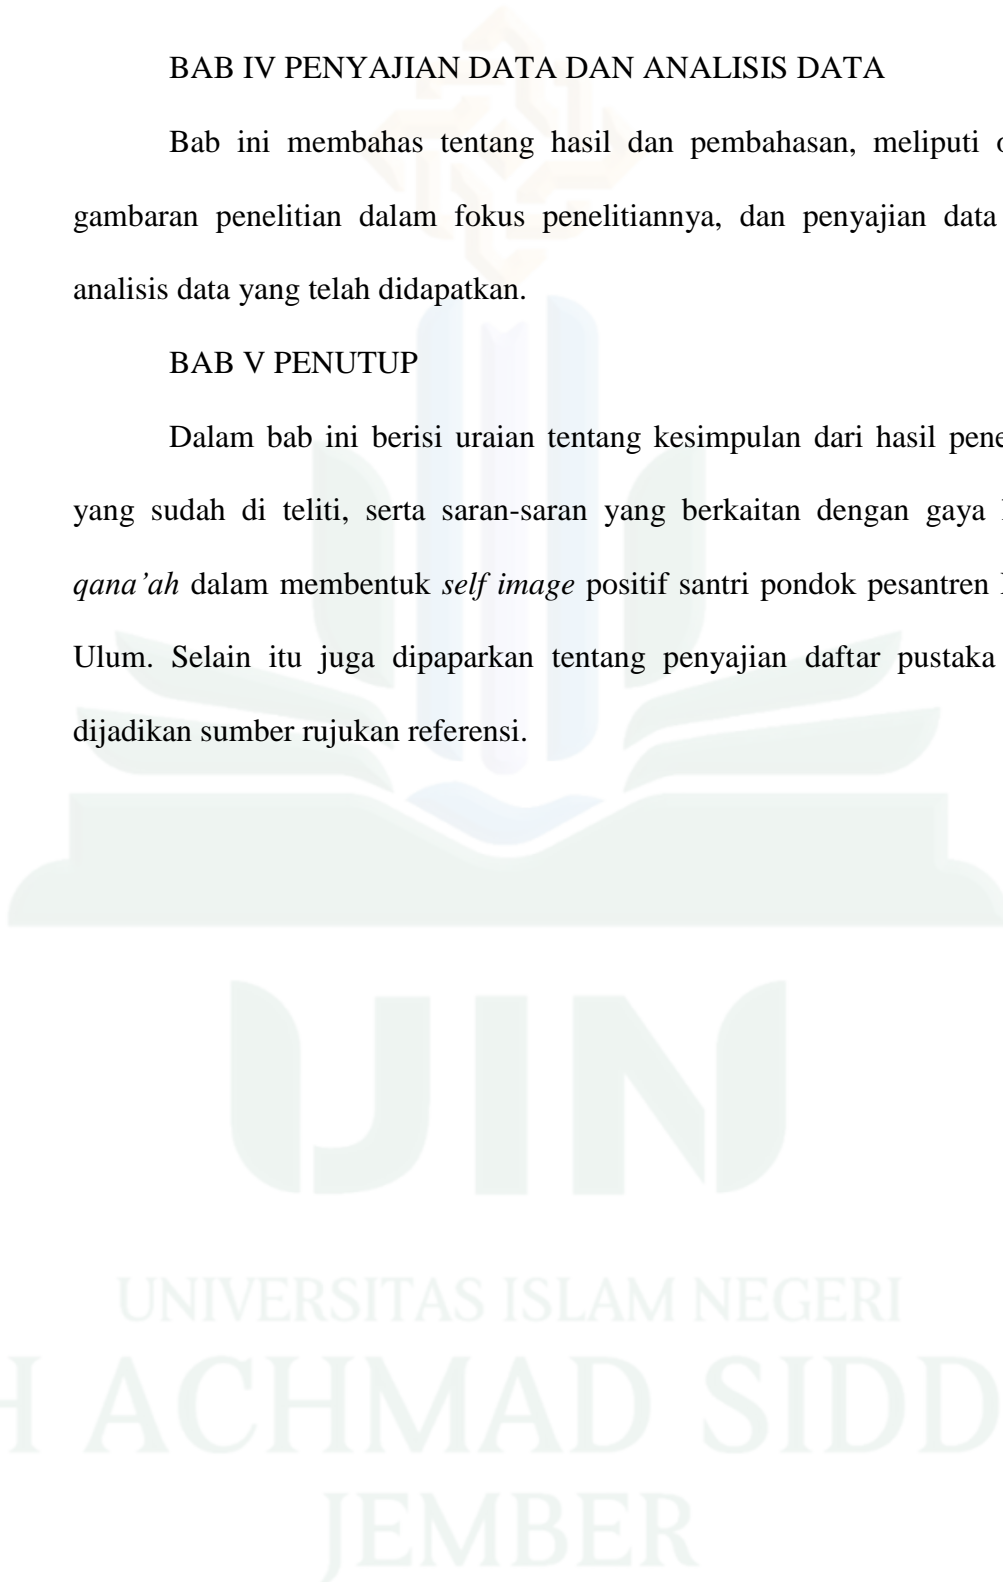 BAB IV PENYAJIAN DATA DAN ANALISIS DATA
Bab ini membahas tentang hasil dan pembahasan, meliputi
gambaran penelitian dalam fokus penelitiannya, dan penyajian data
analisis data yang telah didapatkan.
BAB V PENUTUP
Dalam bab ini berisi uraian tentang kesimpulan dari hasil
yang sudah di teliti, serta saran-saran yang berkaitan dengan gaya
qana’ah dalam membentuk self image positif santri pondok pesantren
Ulum. Selain itu juga dipaparkan tentang penyajian daftar pustaka
dijadikan sumber rujukan referensi.
UIN
UNIVERSITAS ISLAM NEGERI
H ACHMAD SIDD
JEMBER